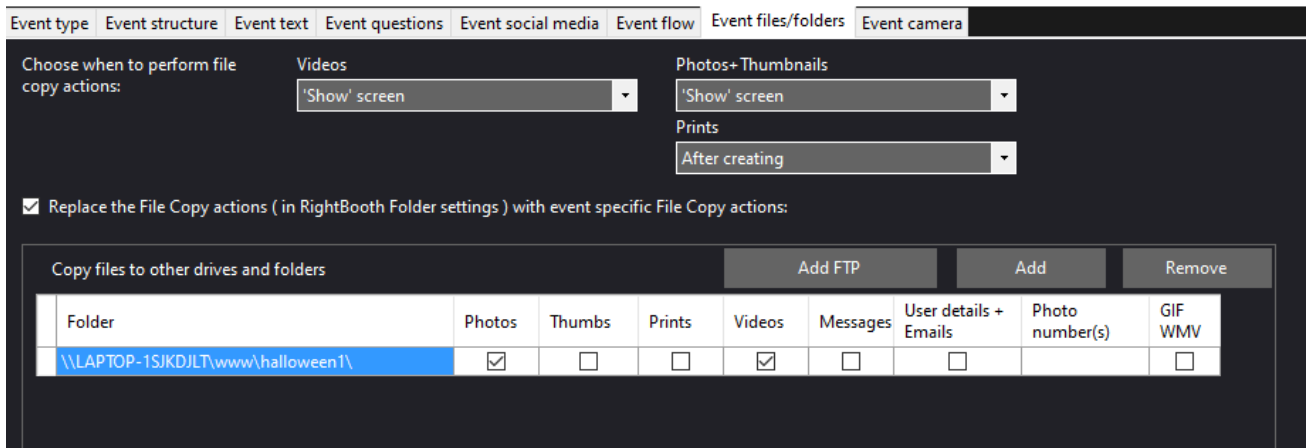 Event type Event structure Event text Event questions Event social media Event flow Event files/folders Event camera
Choose when to perform file
copy actions:
Videos
'Show' screen
Photos+Thumbnails
'Show' screen
Prints
After creating
Replace the File Copy actions ( in RightBooth Folder settings ) with event specific File Copy actions:
Copy files to other drives and folders
Add FTP
Add
Remove
Folder
Photos
Thumbs
Prints
Videos
Messages
User details +
Emails
Photo
number(s)
GIF
WMV
\\LAPTOP-1SJKDJLT\www\halloween1\